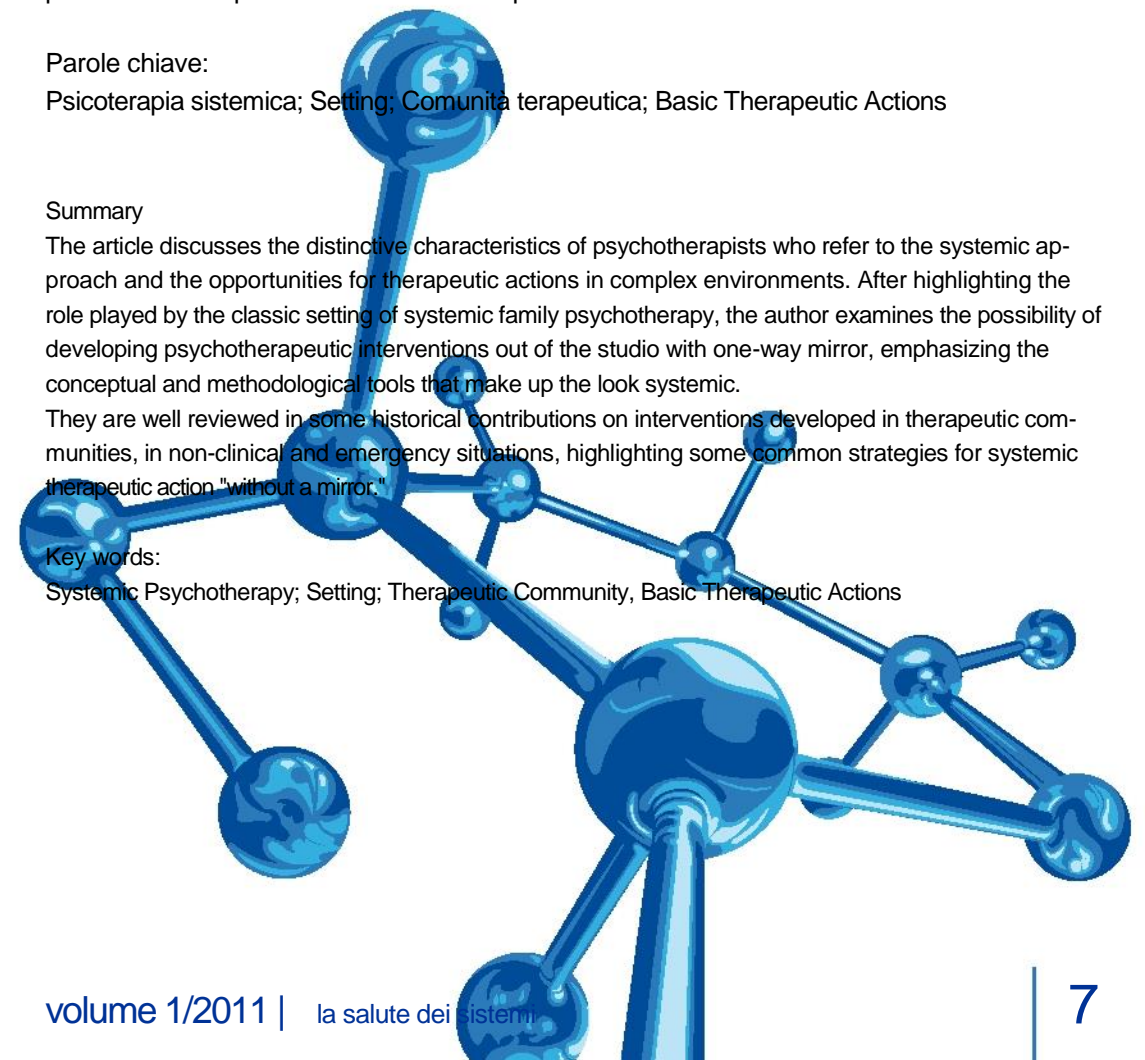 Parole chiave:
Psicoterapia sistemica; Setting; Comunità terapeutica; Basic Therapeutic Actions
Summary
The article discusses the distinctive characteristics of psychotherapists who refer to the systemic ap-
proach and the opportunities for therapeutic actions in complex environments. After highlighting the
role played by the classic setting of systemic family psychotherapy, the author examines the possibility of
developing psychotherapeutic interventions out of the studio with one-way mirror, emphasizing the
conceptual and methodological tools that make up the look systemic.
They are well reviewed in some historical contributions on interventions developed in therapeutic com-
munities, in non-clinical and emergency situations, highlighting some common strategies for systemic
therapeutic action "without a mirror."
Key words:
Systemic Psychotherapy; Setting; Therapeutic Community, Basic Therapeutic Actions
volume 1/2011 | la salute dei sistemi
7